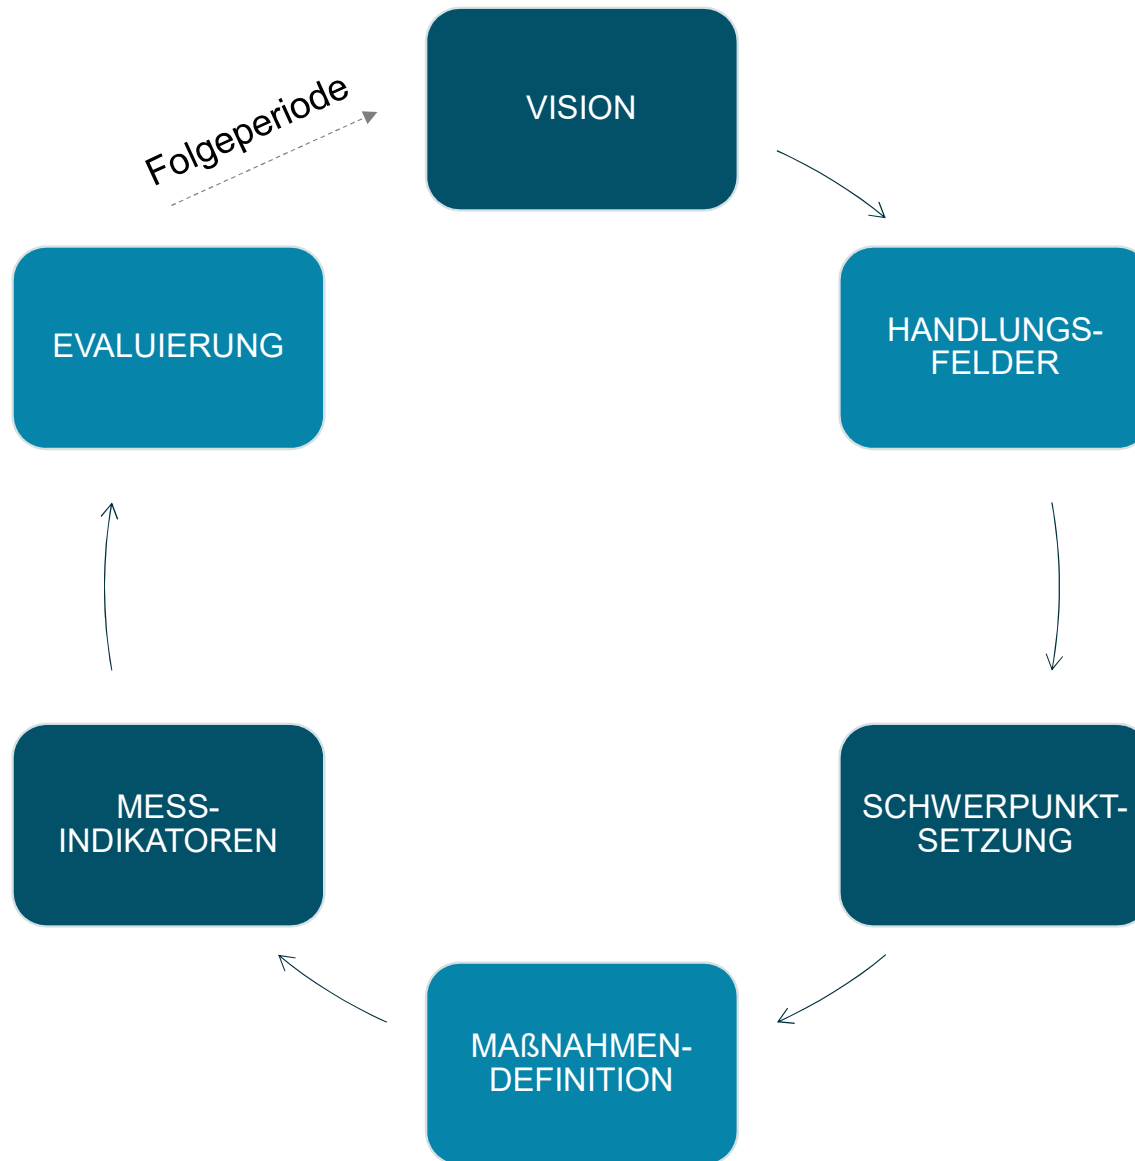 VISION
Folgeperiode
EVALUIERUNG
HANDLUNGS-
FELDER
MESS-
INDIKATOREN
SCHWERPUNKT-
SETZUNG
MAßNAHMEN-
DEFINITION